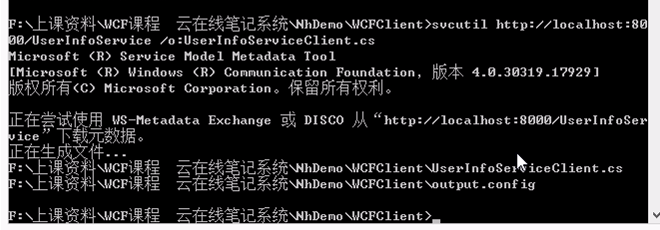 F:\上课资料\WCF课程  云在线笔记系统\NhDemo\WCFClient>svcutil http://localhost:80
00/UserInfoService /o:UserInfoServiceClient.cs
Microsoft (R) Service Model Metadata Tool
[Microsoft (R) Windows (R) Communication Foundation, 版本 4.0.30319.17929]
版权所有(C) Microsoft Corporation。保留所有权利。
正在尝试使用 WS-Metadata Exchange 或 DISCO 从“http://localhost:8000/UserInfoSer
vice”下载元数据。
正在生成文件...
F:\上课资料\WCF课程  云在线笔记系统\NhDemo\WCFClient\UserInfoServiceClient.cs
F:\上课资料\WCF课程  云在线笔记系统\NhDemo\WCFClient\output.config
F:\上课资料\WCF课程  云在线笔记系统\NhDemo\WCFClient>